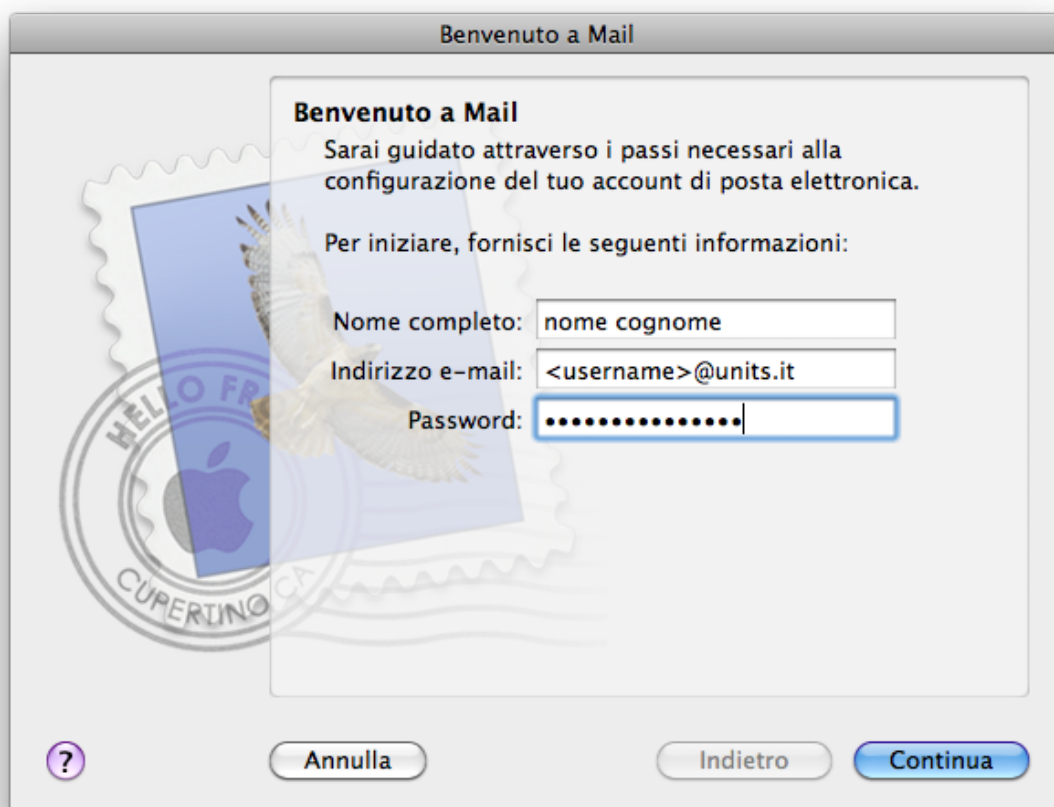 Benvenuto a Mail
Benvenuto a Mail
Sarai guidato attraverso i passi necessari alla
configurazione del tuo account di posta elettronica.
Per iniziare, fornisci le seguenti informazioni:
Nome completo: nome cognome
Indirizzo e-mail: <username>@units.it
Password: •••••••••••••••
HELLO FR
CUPERTINO CA
? Annulla Indietro Continua